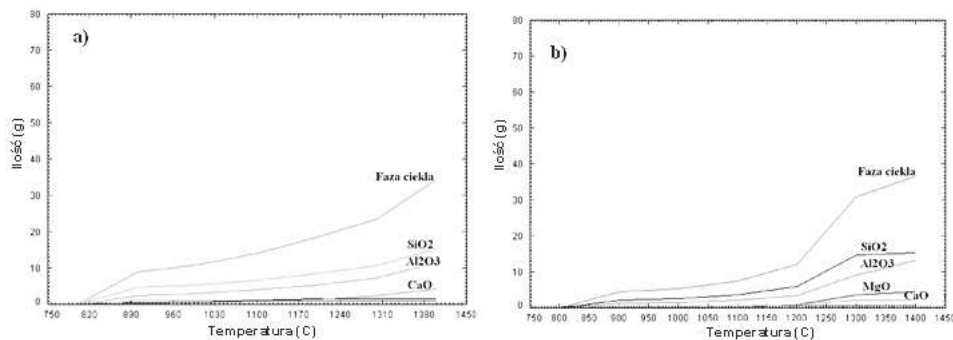 a)
80
70
60
50
40
30
20
10
0
Ilość (g)
Faza ciekla
SiO2
Al2O3
CaO
750 820 890 960 1030 1100 1170 1240 1310 1380 1450
Temperatura (C)
b)
80
70
60
50
40
30
20
10
0
Ilość (g)
Faza ciekla
SiO2
Al2O3
MgO
CaO
750 800 850 900 950 1000 1050 1100 1150 1200 1250 1300 1350 1400 1450
Temperatura (C)